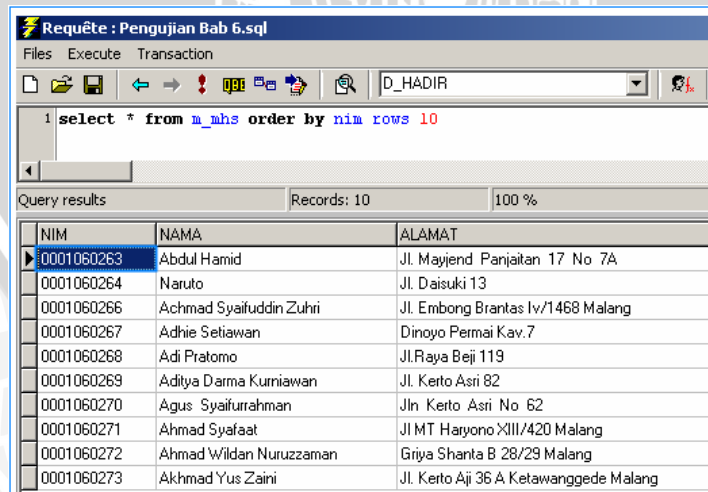 Requête : Pengujian Bab 6.sql
Files Execute Transaction
D_HADIR
1 select * from m_mhs order by nim rows 10
Query results Records: 10 100 %
NIM NAMA ALAMAT
0001060263 Abdul Hamid Jl. Mayjend Panjaitan 17 No 7A
0001060264 Naruto Jl. Daisuki 13
0001060266 Achmad Syaifuddin Zuhri Jl. Embong Brantas Iv/1468 Malang
0001060267 Adhie Setiawan Dinoyo Permai Kav.7
0001060268 Adi Pratomo Jl.Raya Beji 119
0001060269 Aditya Darma Kurniawan Jl. Kerto Asri 82
0001060270 Agus Syaifurrahman Jln Kerto Asri No 62
0001060271 Ahmad Syafaat Jl MT Haryono XIII/420 Malang
0001060272 Ahmad Wildan Nuruzzaman Griya Shanta B 28/29 Malang
0001060273 Akhmad Yus Zaini Jl. Kerto Aji 36 A Ketawanggede Malang